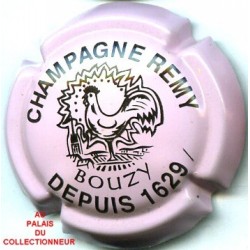 CHAMPAGNE REMY
BOUZY
DEPUIS 1629
AU
PALAIS
DU
COLLECTIONNEUR